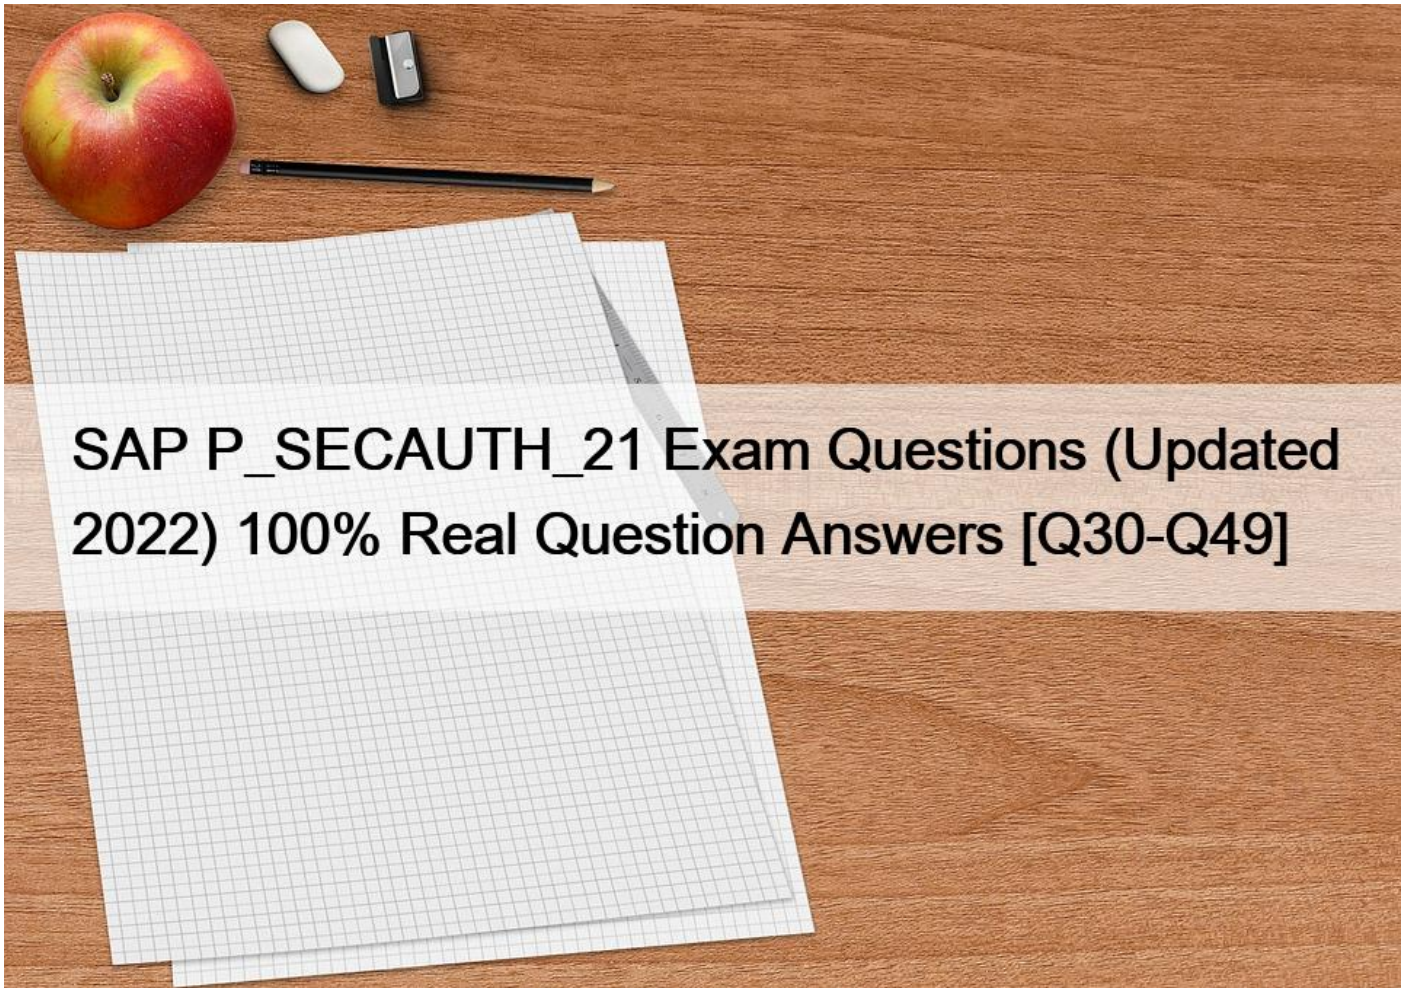 SAP P_SECAUTH_21 Exam Questions (Updated
2022) 100% Real Question Answers [Q30-Q49]